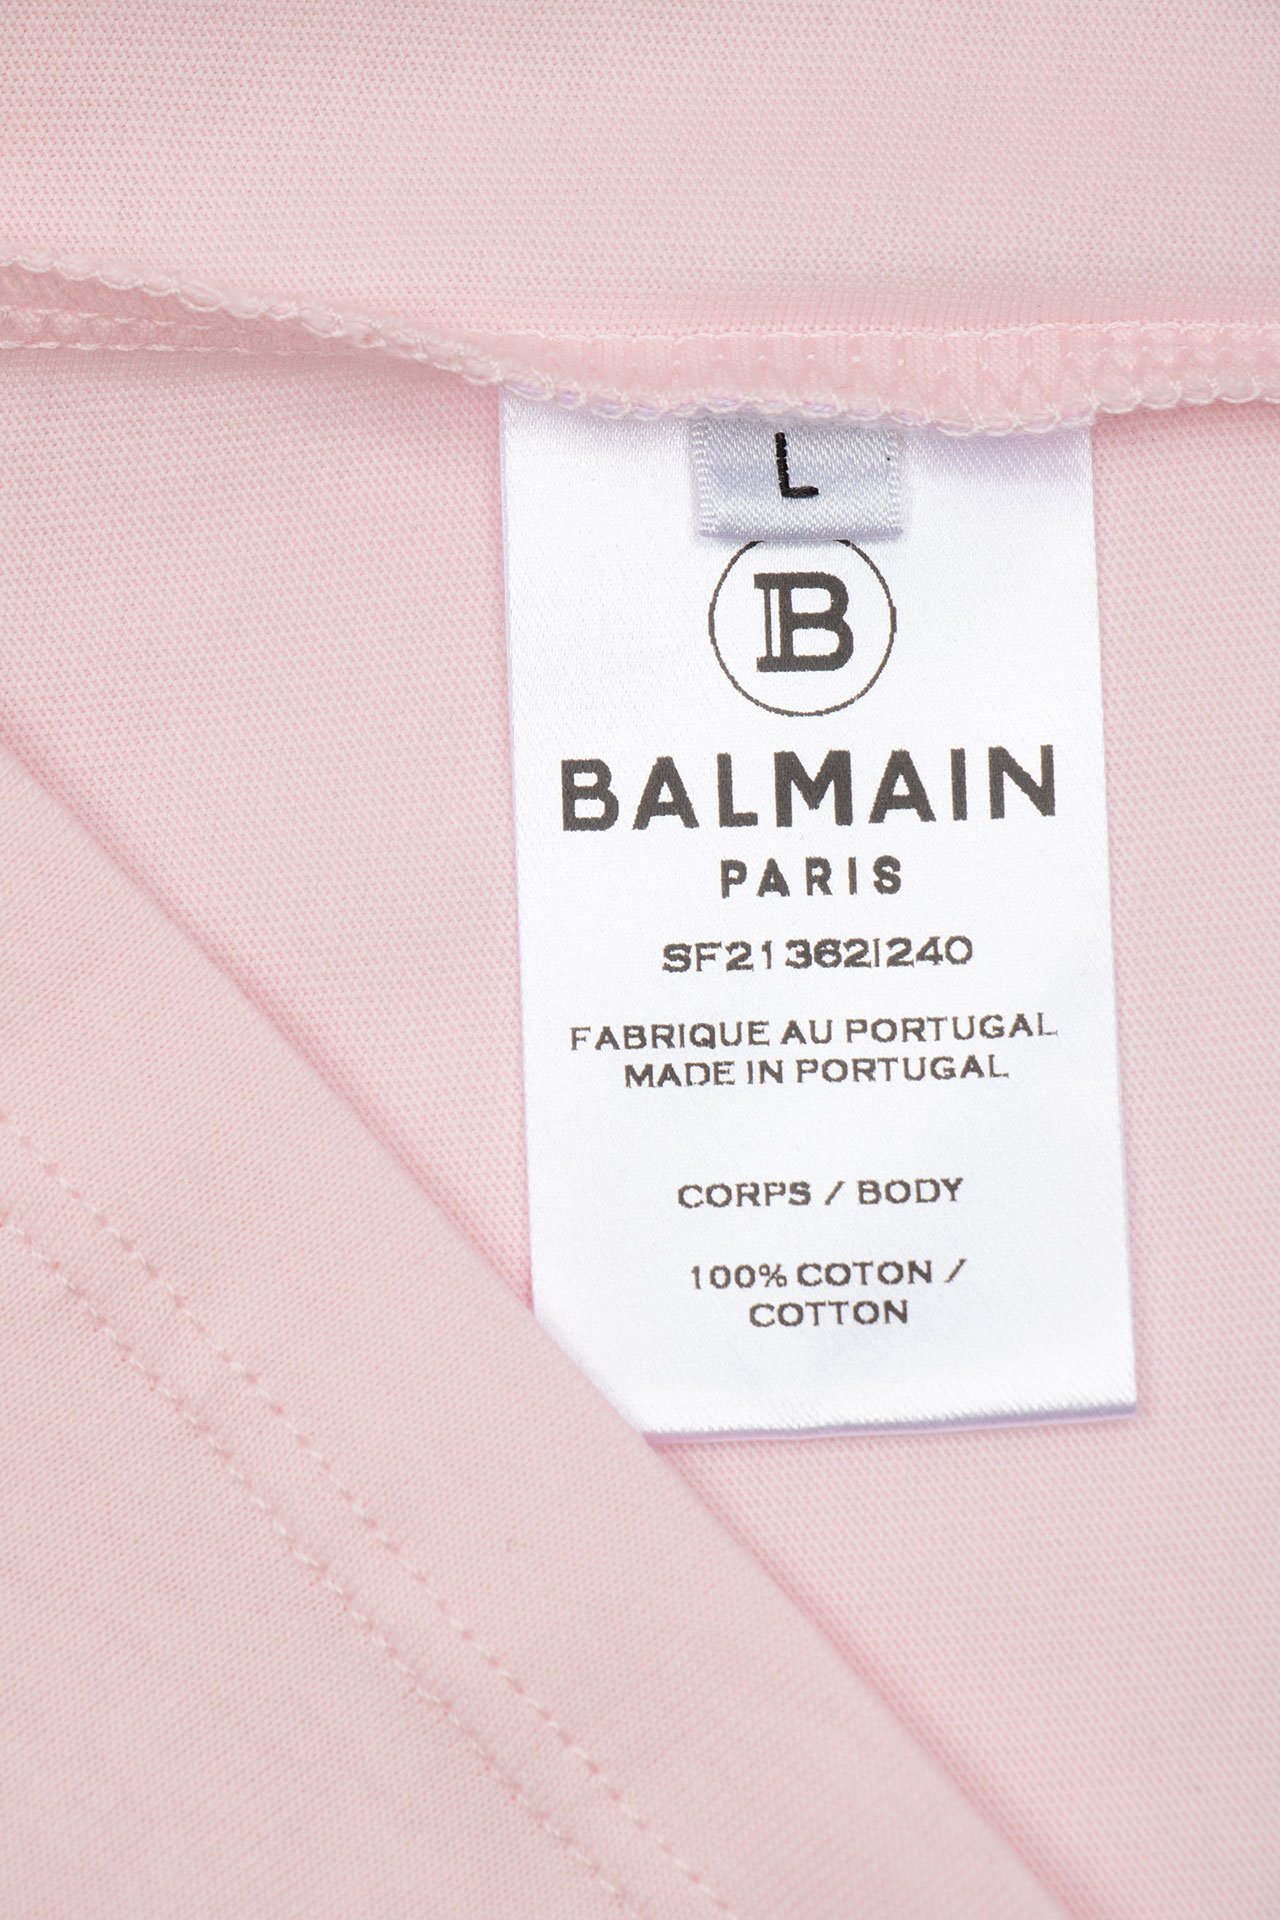 L
B
BALMAIN
PARIS
SF21362I240
FABRIQUE AU PORTUGAL
MADE IN PORTUGAL
CORPS / BODY
100% COTON /
COTTON